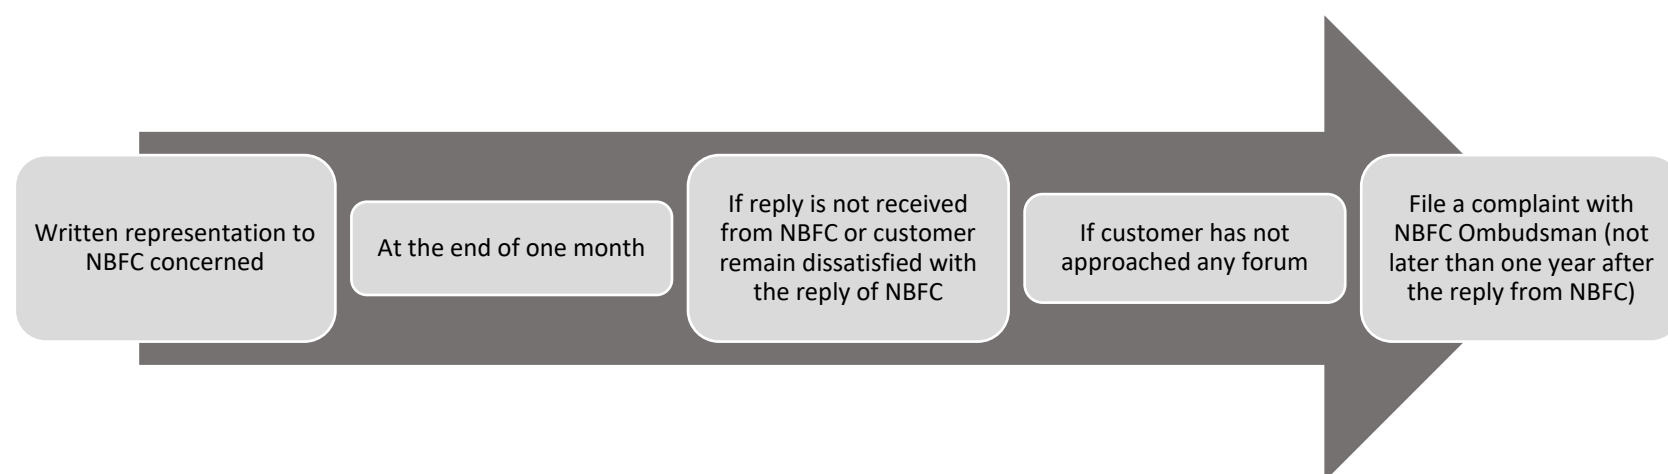 Written representation to
NBFC concerned
At the end of one month
If reply is not received
from NBFC or customer
remain dissatisfied with
the reply of NBFC
If customer has not
approached any forum
File a complaint with
NBFC Ombudsman (not
later than one year after
the reply from NBFC)